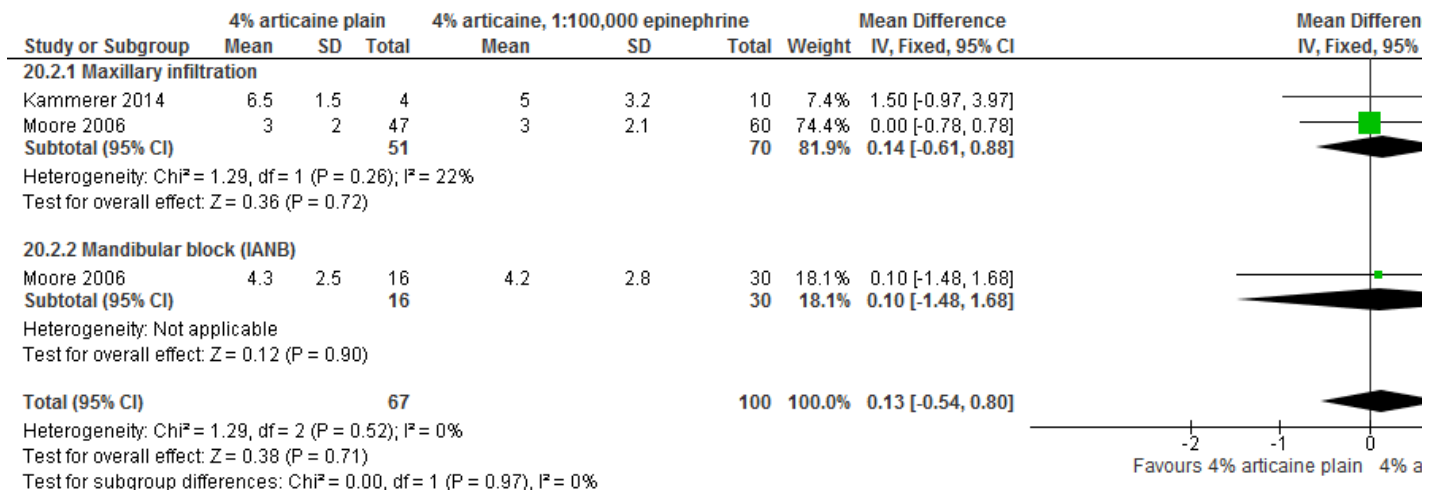 4% articaine plain 4% articaine, 1:100,000 epinephrine Mean Difference Mean Differen
Study or Subgroup Mean SD Total Mean SD Total Weight IV, Fixed, 95% CI IV, Fixed, 95%
20.2.1 Maxillary infiltration
Kammerer 2014 6.5 1.5 4 5 3.2 10 7.4% 1.50 [-0.97, 3.97]
Moore 2006 3 2 47 3 2.1 60 74.4% 0.00 [-0.78, 0.78]
Subtotal (95% CI) 51 70 81.9% 0.14 [-0.61, 0.88]
Heterogeneity: Chi² = 1.29, df = 1 (P = 0.26); I² = 22%
Test for overall effect: Z = 0.36 (P = 0.72)
20.2.2 Mandibular block (IANB)
Moore 2006 4.3 2.5 16 4.2 2.8 30 18.1% 0.10 [-1.48, 1.68]
Subtotal (95% CI) 16 30 18.1% 0.10 [-1.48, 1.68]
Heterogeneity: Not applicable
Test for overall effect: Z = 0.12 (P = 0.90)
Total (95% CI) 67 100 100.0% 0.13 [-0.54, 0.80]
Heterogeneity: Chi² = 1.29, df = 2 (P = 0.52); I² = 0%
Test for overall effect: Z = 0.38 (P = 0.71)
Test for subgroup differences: Chi² = 0.00, df = 1 (P = 0.97), I² = 0%
-2 -1 0
Favours 4% articaine plain 4% a